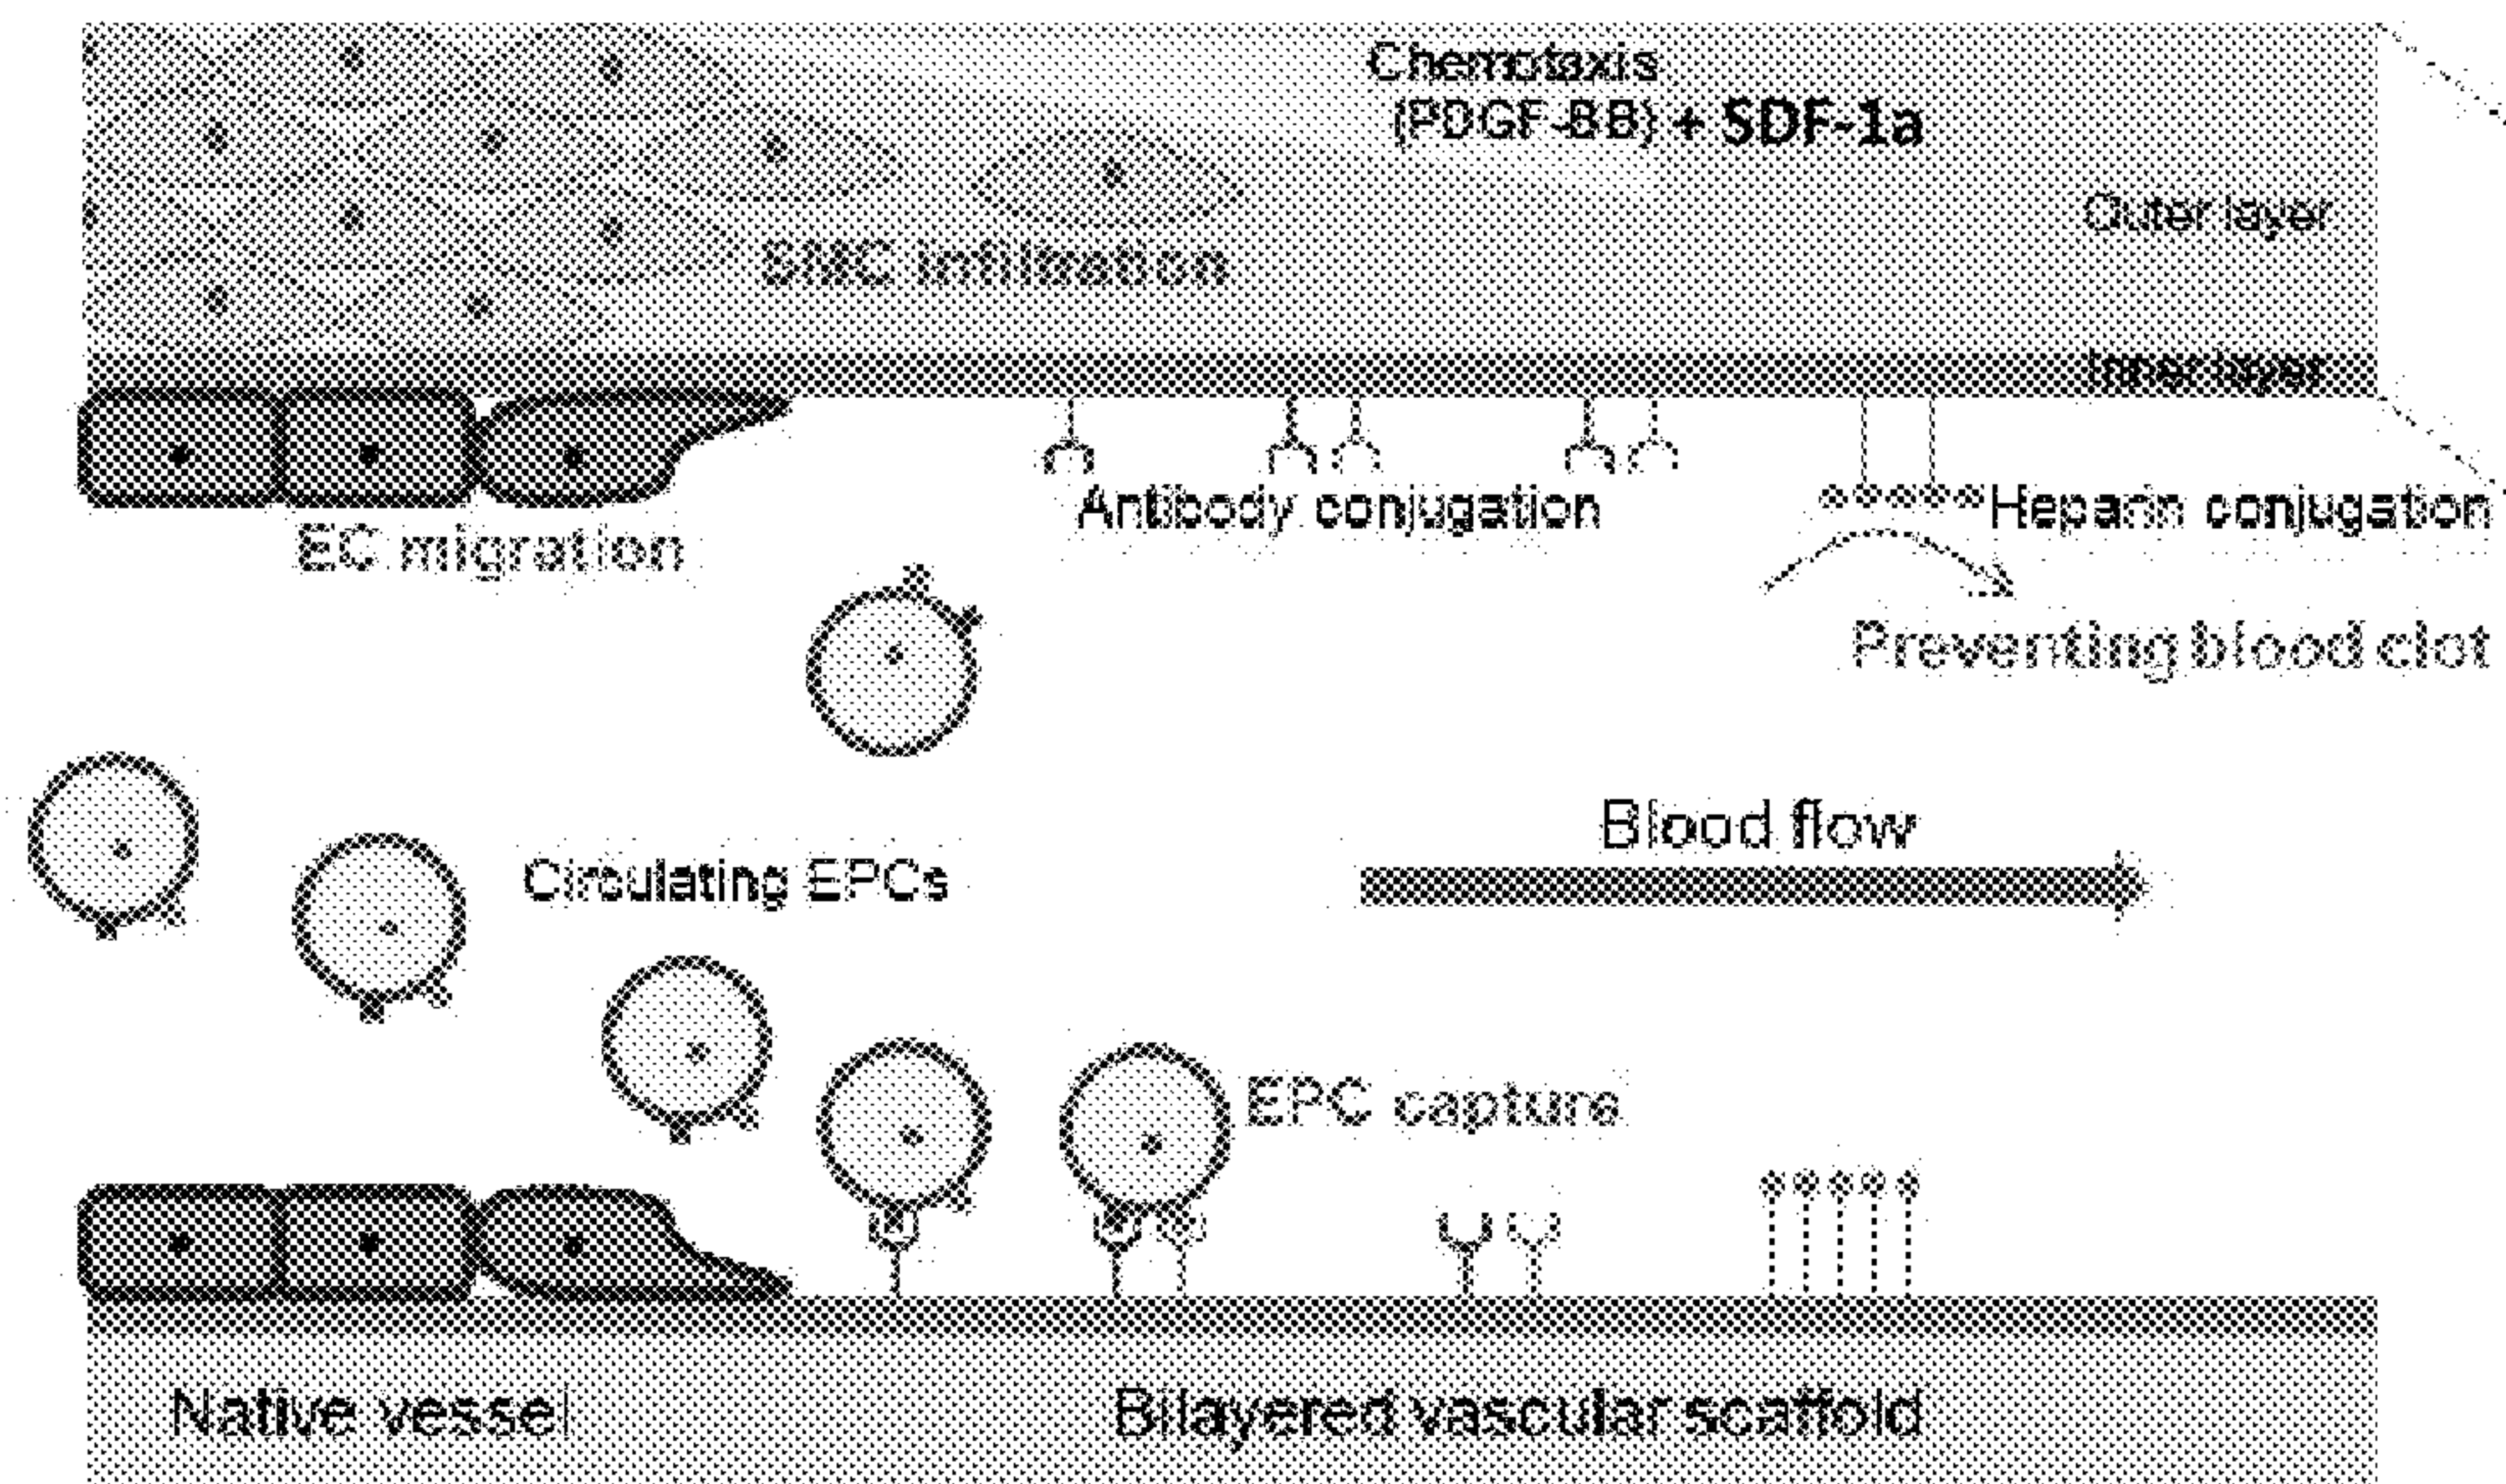 Chemotaxis
(PDGF-BB) + SDF-1a
Outer layer
SMC infiltration
Inner layer
Antibody conjugation
Heparin conjugation
EC migration
Preventing blood clot
Blood flow
Circulating EPCs
EPC capture
Native vessel
Bilayered vascular scaffold